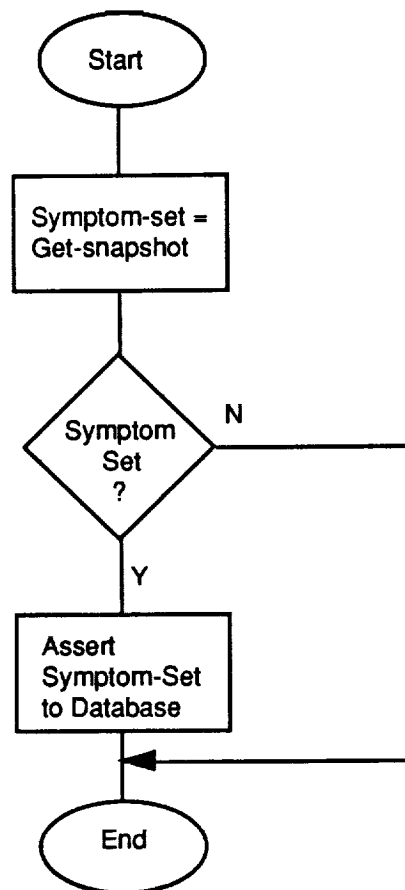 Start
Symptom-set =
Get-snapshot
Symptom
Set
?
N
Y
Assert
Symptom-Set
to Database
End